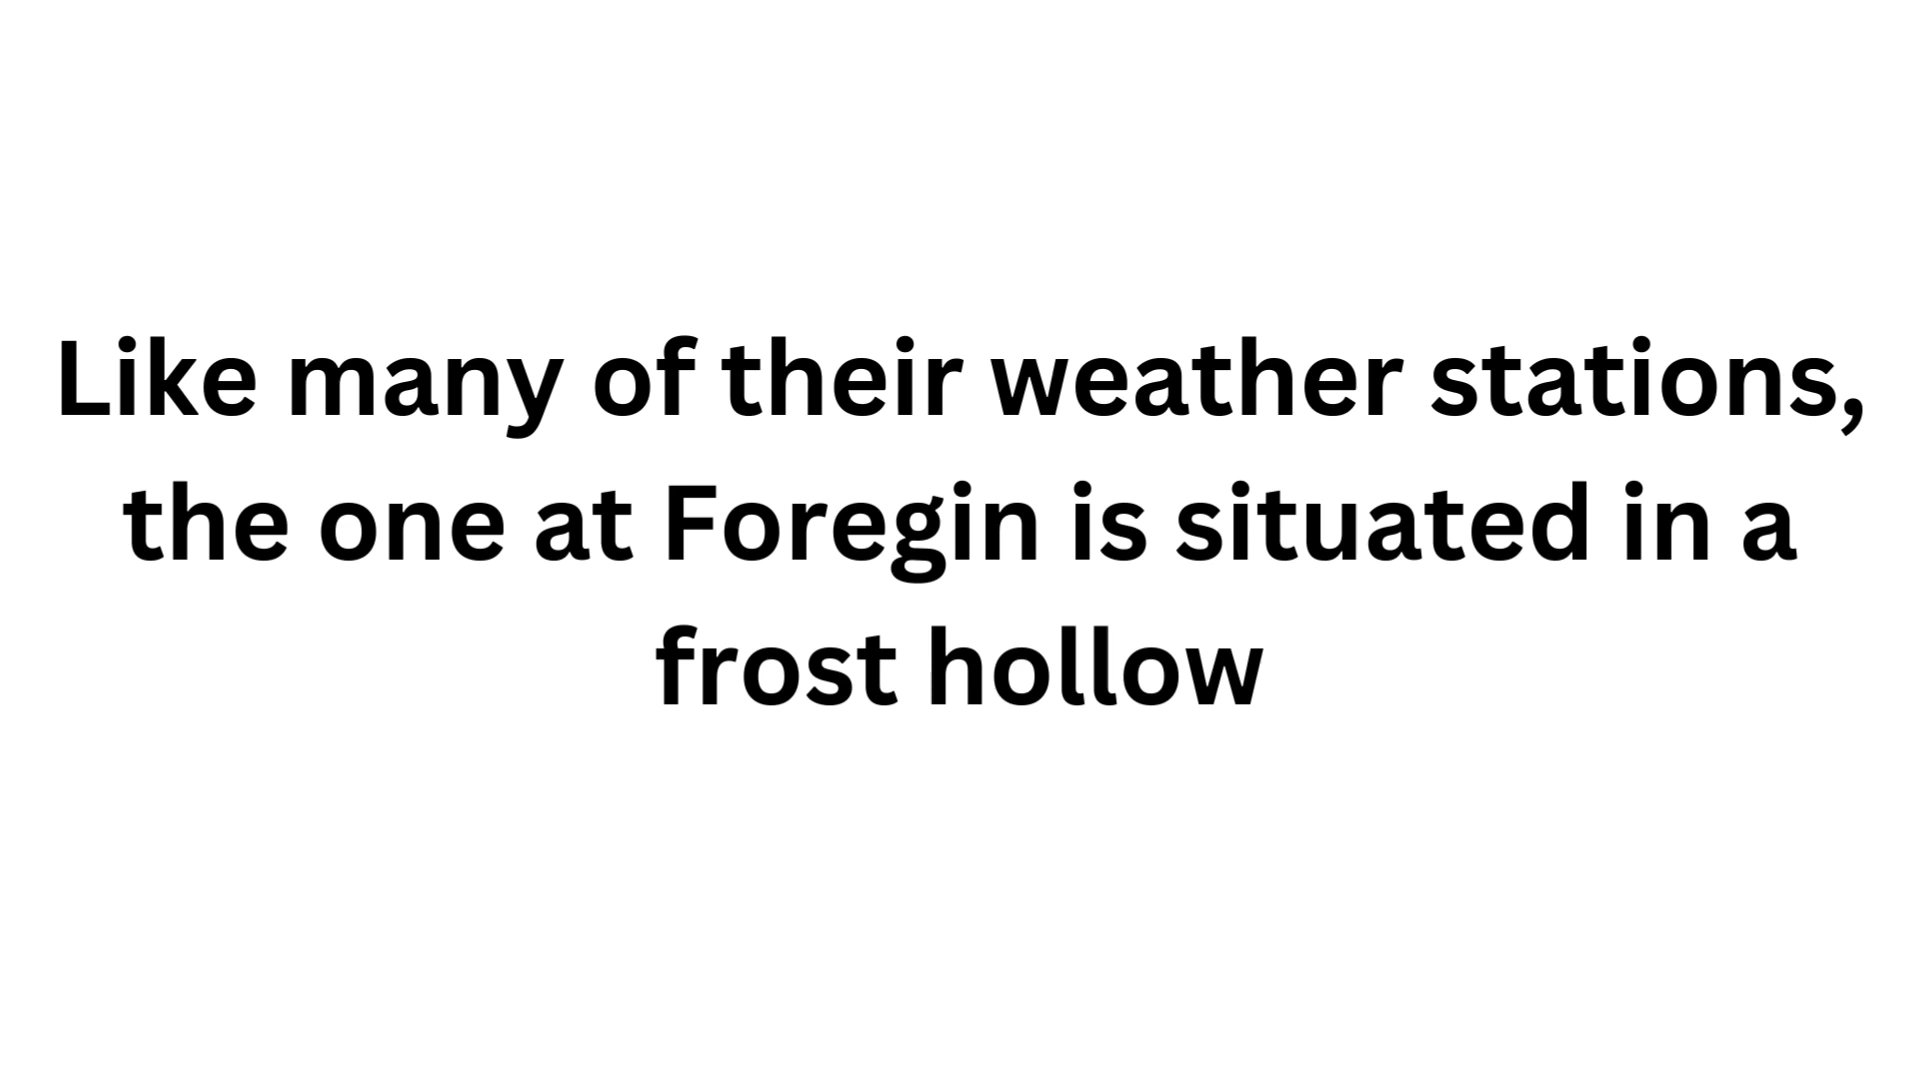 Like many of their weather stations,
the one at Foregin is situated in a
frost hollow